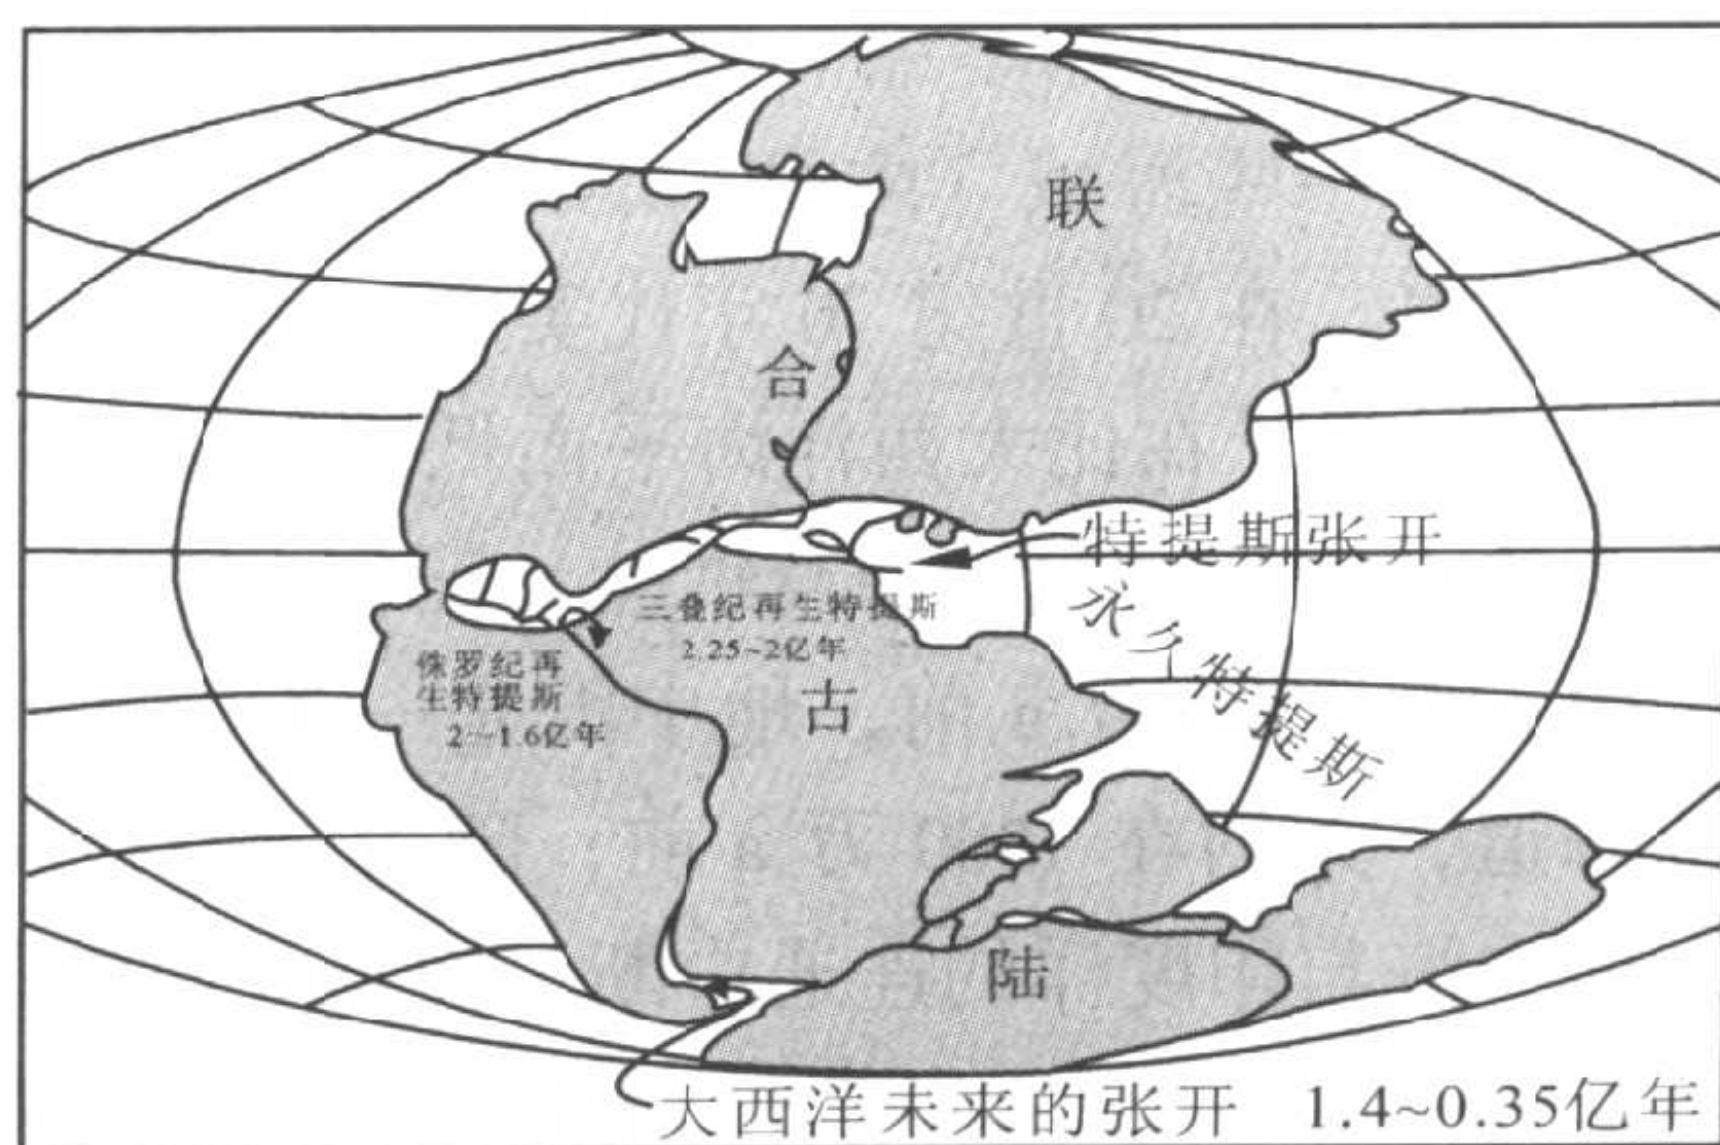 联
合
特提斯张开
永久特提斯
三叠纪再生特提斯
2.25~2亿年
侏罗纪再
生特提斯
2~1.6亿年
古
陆
大西洋未来的张开 1.4~0.35亿年